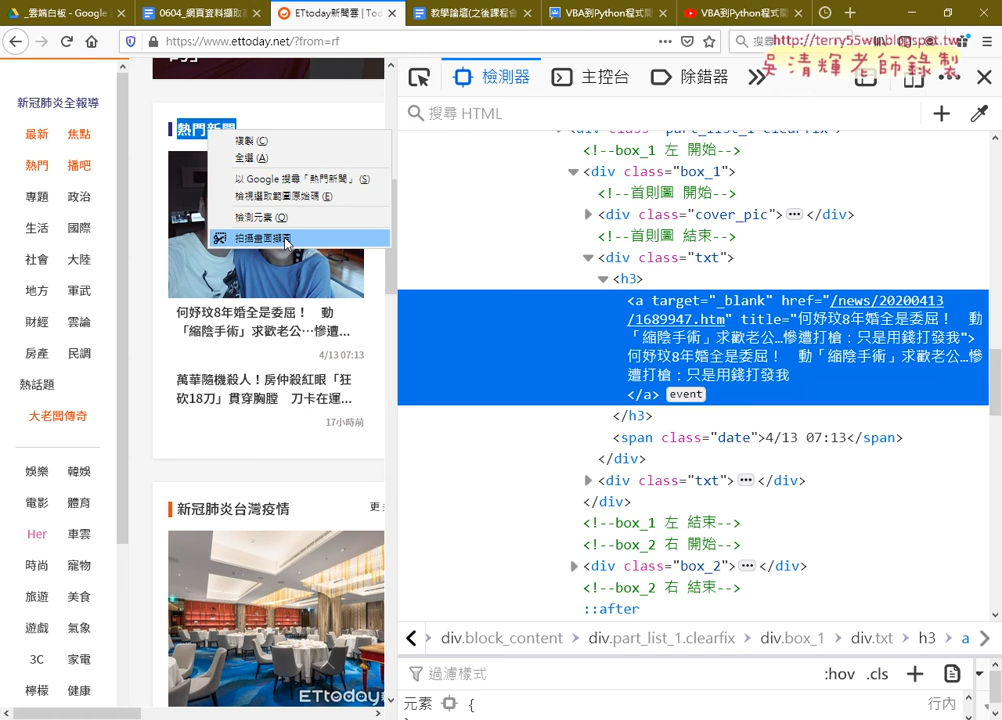 _雲端白板 - Google
0604_網頁資料擷取
ETtoday新聞雲 | Tod
教學論壇(之後課程會
VBA到Python程式開
VBA到Python程式開
https://www.ettoday.net/?from=rf
搜尋
http://terry55wu.blogspot.tw
吳清輝老師錄製
檢測器
主控台
除錯器
搜尋 HTML
新冠肺炎全報導
最新 焦點
熱門 播吧
專題 政治
生活 國際
社會 大陸
地方 軍武
財經 雲論
房產 民調
熱話題
大老闆傳奇
娛樂 韓娛
電影 體育
Her 車雲
時尚 寵物
旅遊 美食
遊戲 氣象
3C 家電
檸檬 健康
熱門新聞
複製 (C)
全選 (A)
以 Google 搜尋「熱門新聞」(S)
檢視選取範圍原始碼 (E)
檢測元素 (Q)
拍攝畫面擷圖
何妤玟8年婚全是委屈！　動
「縮陰手術」求歡老公…慘遭...
4/13 07:13
萬華隨機殺人！房仲殺紅眼「狂
砍18刀」貫穿胸膛　刀卡在運...
17小時前
新冠肺炎台灣疫情
更
ETtoday
<div class="part_list_1 clearfix">
<!--box_1 左 開始-->
<div class="box_1">
<!--首則圖 開始-->
<div class="cover_pic"> ••• </div>
<!--首則圖 結束-->
<div class="txt">
<h3>
<a target="_blank" href="/news/20200413
/1689947.htm" title="何妤玟8年婚全是委屈！　動
「縮陰手術」求歡老公…慘遭打槍：只是用錢打發我">
何妤玟8年婚全是委屈！　動「縮陰手術」求歡老公…慘
遭打槍：只是用錢打發我
</a> event
</h3>
<span class="date">4/13 07:13</span>
</div>
<div class="txt"> ••• </div>
</div>
<!--box_1 左 結束-->
<!--box_2 右 開始-->
<div class="box_2"> ••• </div>
<!--box_2 右 結束-->
::after
div.block_content
div.part_list_1.clearfix
div.box_1
div.txt
h3
a
過濾樣式
:hov .cls
元素 {
行內